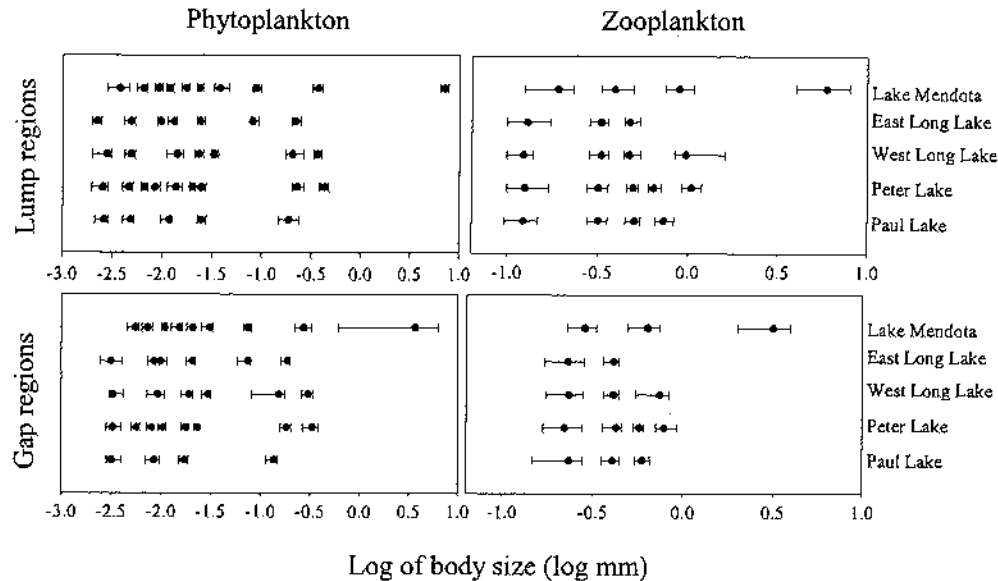 Phytoplankton Zooplankton
Lump regions
Lake Mendota
East Long Lake
West Long Lake
Peter Lake
Paul Lake
-3.0 -2.5 -2.0 -1.5 -1.0 -0.5 0.0 0.5 1.0
-1.0 -0.5 0.0 0.5 1.0
Gap regions
Lake Mendota
East Long Lake
West Long Lake
Peter Lake
Paul Lake
-3.0 -2.5 -2.0 -1.5 -1.0 -0.5 0.0 0.5 1.0
-1.0 -0.5 0.0 0.5 1.0
Log of body size (log mm)